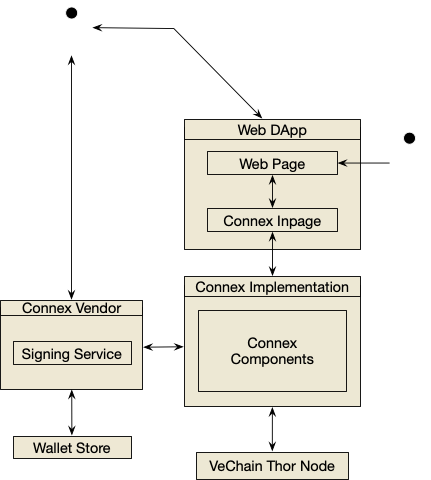 Web DApp
Web Page
Connex Inpage
Connex Implementation
Connex
Components
Connex Vendor
Signing Service
Wallet Store
VeChain Thor Node